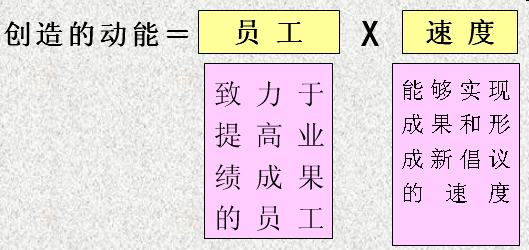 创造的动能＝ 员工 X 速度
致力于
提高业
绩成果
的员工
能够实现
成果和形
成新倡议
的速度